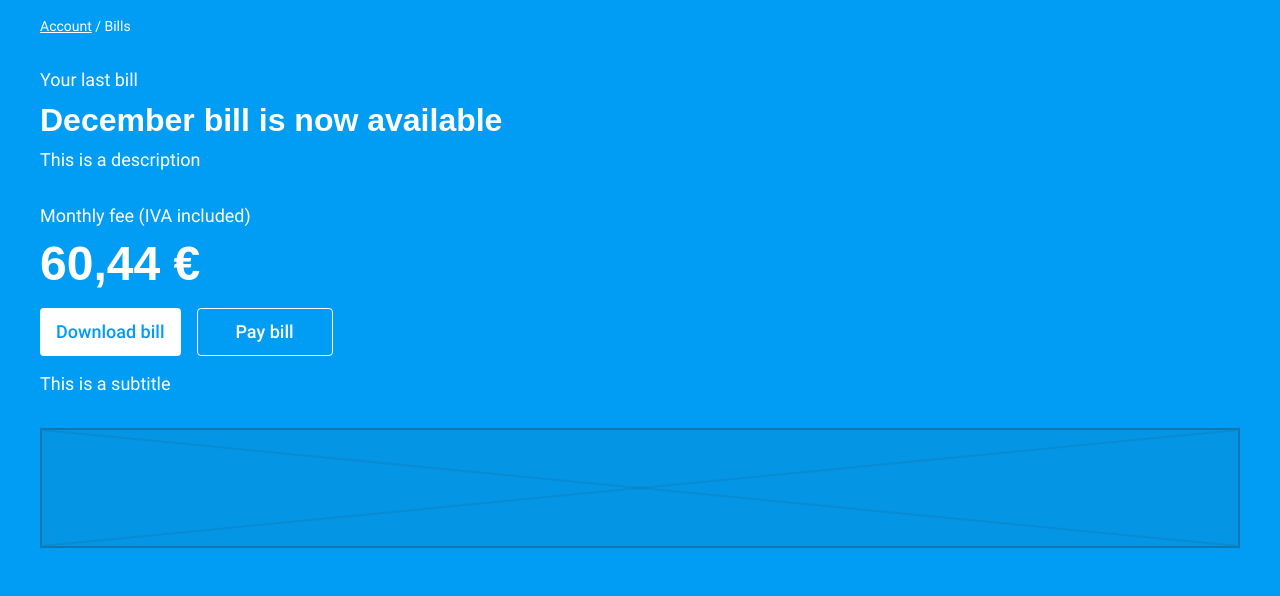 Account / Bills
Your last bill
December bill is now available
This is a description
Monthly fee (IVA included)
60,44 €
Download bill Pay bill
This is a subtitle